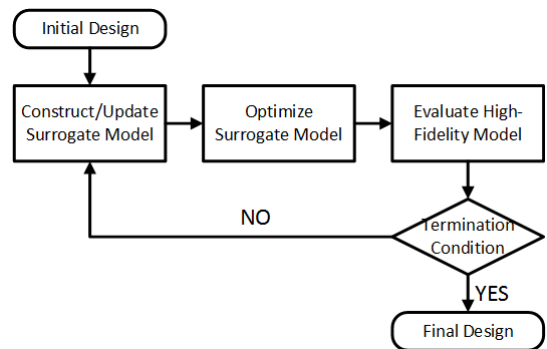 Initial Design
Construct/Update
Surrogate Model
Optimize
Surrogate Model
Evaluate High-
Fidelity Model
Termination
Condition
NO
YES
Final Design